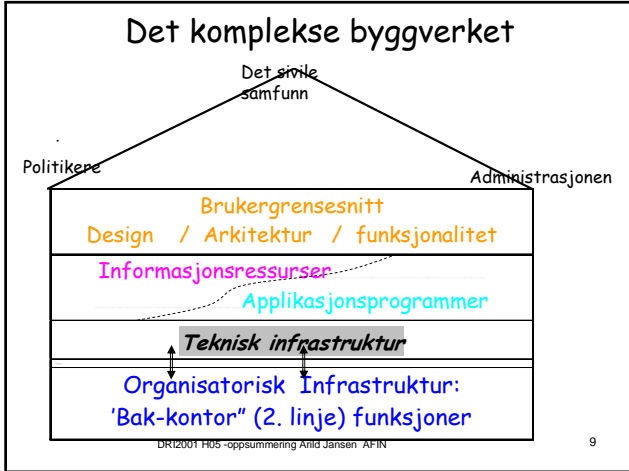 Det komplekse byggverket
Det sivile
samfunn
Politikere
Administrasjonen
Brukergrensesnitt
Design / Arkitektur / funksjonalitet
Informasjonsressurser
Applikasjonsprogrammer
Teknisk infrastruktur
Organisatorisk Infrastruktur:
'Bak-kontor" (2. linje) funksjoner
DRI2001 H05 -oppsummering Arild Jansen AFIN
9